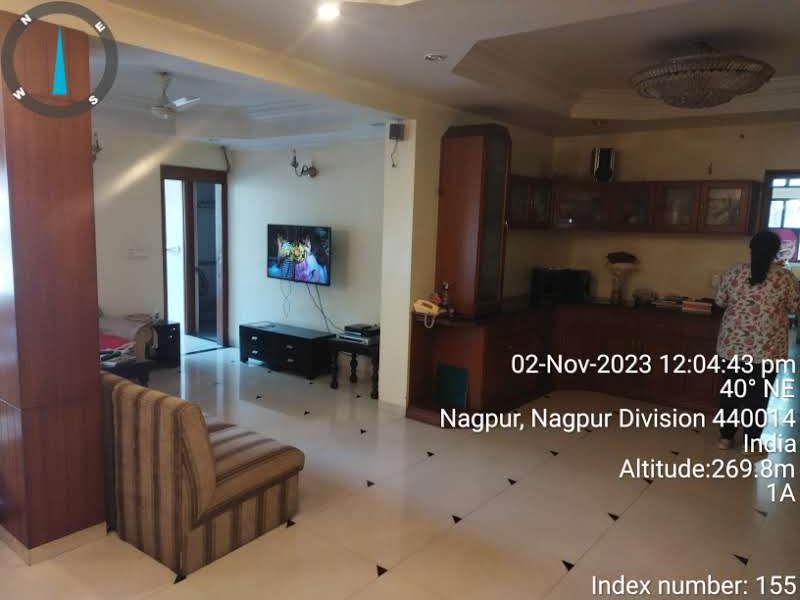 N
E
W
S
02-Nov-2023 12:04:43 pm
40° NE
Nagpur, Nagpur Division 440014
India
Altitude:269.8m
1A
Index number: 155